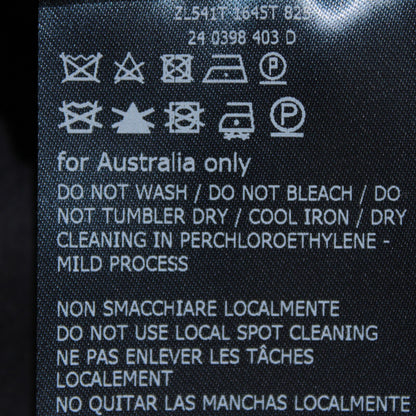 ZL541T 1645T
24 0398 403 D
P
P
for Australia only
DO NOT WASH / DO NOT BLEACH / DO
NOT TUMBLER DRY / COOL IRON / DRY
CLEANING IN PERCHLOROETHYLENE -
MILD PROCESS
NON SMACCHIARE LOCALMENTE
DO NOT USE LOCAL SPOT CLEANING
NE PAS ENLEVER LES TÂCHES
LOCALEMENT
NO QUITAR LAS MANCHAS LOCALMENTE